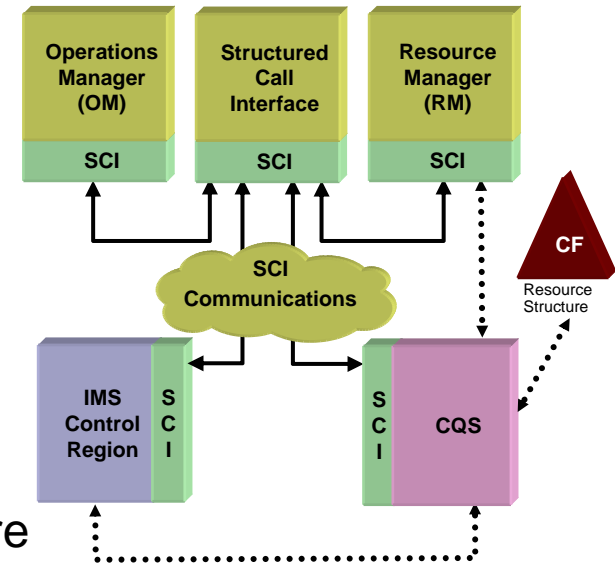 Operations
Manager
(OM)
SCI
Structured
Call
Interface
SCI
Resource
Manager
(RM)
SCI
CF
Resource
Structure
SCI
Communications
IMS
Control
Region
S
C
I
S
C
I
CQS
re